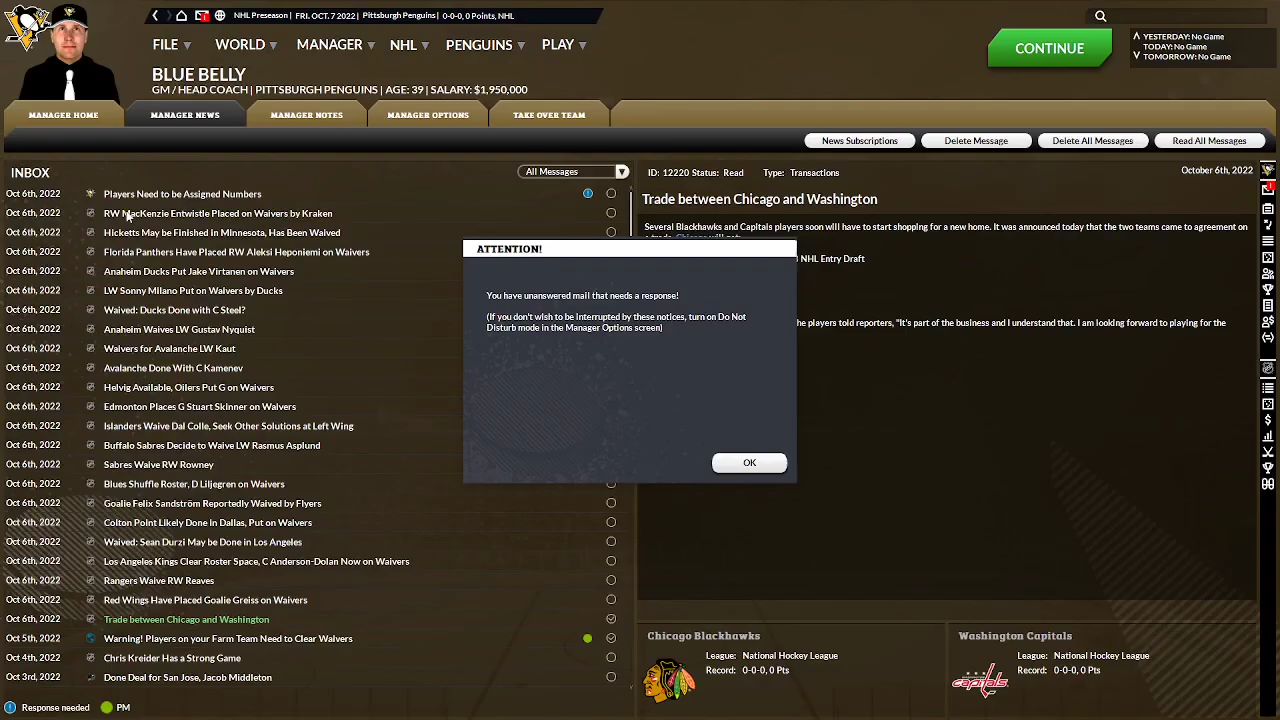 NHL Preseason | FRI. OCT. 7 2022 | Pittsburgh Penguins | 0-0-0, 0 Points, NHL
FILE WORLD MANAGER NHL PENGUINS PLAY
CONTINUE
YESTERDAY: No Game
TODAY: No Game
TOMORROW: No Game
BLUE BELLY
GM / HEAD COACH | PITTSBURGH PENGUINS | AGE: 39 | SALARY: $1,950,000
MANAGER HOME MANAGER NEWS MANAGER NOTES MANAGER OPTIONS TAKE OVER TEAM
News Subscriptions Delete Message Delete All Messages Read All Messages
INBOX All Messages
Oct 6th, 2022 Players Need to be Assigned Numbers
Oct 6th, 2022 RW MacKenzie Entwistle Placed on Waivers by Kraken
Oct 6th, 2022 Hicketts May be Finished in Minnesota, Has Been Waived
Oct 6th, 2022 Florida Panthers Have Placed RW Aleksi Heponiemi on Waivers
Oct 6th, 2022 Anaheim Ducks Put Jake Virtanen on Waivers
Oct 6th, 2022 LW Sonny Milano Put on Waivers by Ducks
Oct 6th, 2022 Waived: Ducks Done with C Steel?
Oct 6th, 2022 Anaheim Waives LW Gustav Nyquist
Oct 6th, 2022 Waivers for Avalanche LW Kaut
Oct 6th, 2022 Avalanche Done With C Kamenev
Oct 6th, 2022 Helvig Available, Oilers Put G on Waivers
Oct 6th, 2022 Edmonton Places G Stuart Skinner on Waivers
Oct 6th, 2022 Islanders Waive Dal Colle, Seek Other Solutions at Left Wing
Oct 6th, 2022 Buffalo Sabres Decide to Waive LW Rasmus Asplund
Oct 6th, 2022 Sabres Waive RW Rowney
Oct 6th, 2022 Blues Shuffle Roster, D Liljegren on Waivers
Oct 6th, 2022 Goalie Felix Sandström Reportedly Waived by Flyers
Oct 6th, 2022 Colton Point Likely Done in Dallas, Put on Waivers
Oct 6th, 2022 Waived: Sean Durzi May be Done in Los Angeles
Oct 6th, 2022 Los Angeles Kings Clear Roster Space, C Anderson-Dolan Now on Waivers
Oct 6th, 2022 Rangers Waive RW Reaves
Oct 6th, 2022 Red Wings Have Placed Goalie Greiss on Waivers
Oct 6th, 2022 Trade between Chicago and Washington
Oct 5th, 2022 Warning! Players on your Farm Team Need to Clear Waivers
Oct 4th, 2022 Chris Kreider Has a Strong Game
Oct 3rd, 2022 Done Deal for San Jose, Jacob Middleton
Response needed PM
ID: 12220 Status: Read Type: Transactions October 6th, 2022
Trade between Chicago and Washington
Several Blackhawks and Capitals players soon will have to start shopping for a new home. It was announced today that the two teams came to agreement on
NHL Entry Draft
the players told reporters, "It's part of the business and I understand that. I am looking forward to playing for the
ATTENTION!
You have unanswered mail that needs a response!
(If you don't wish to be interrupted by these notices, turn on Do Not
Disturb mode in the Manager Options screen)
OK
Chicago Blackhawks
League: National Hockey League
Record: 0-0-0, 0 Pts
Washington Capitals
League: National Hockey League
Record: 0-0-0, 0 Pts
capitals